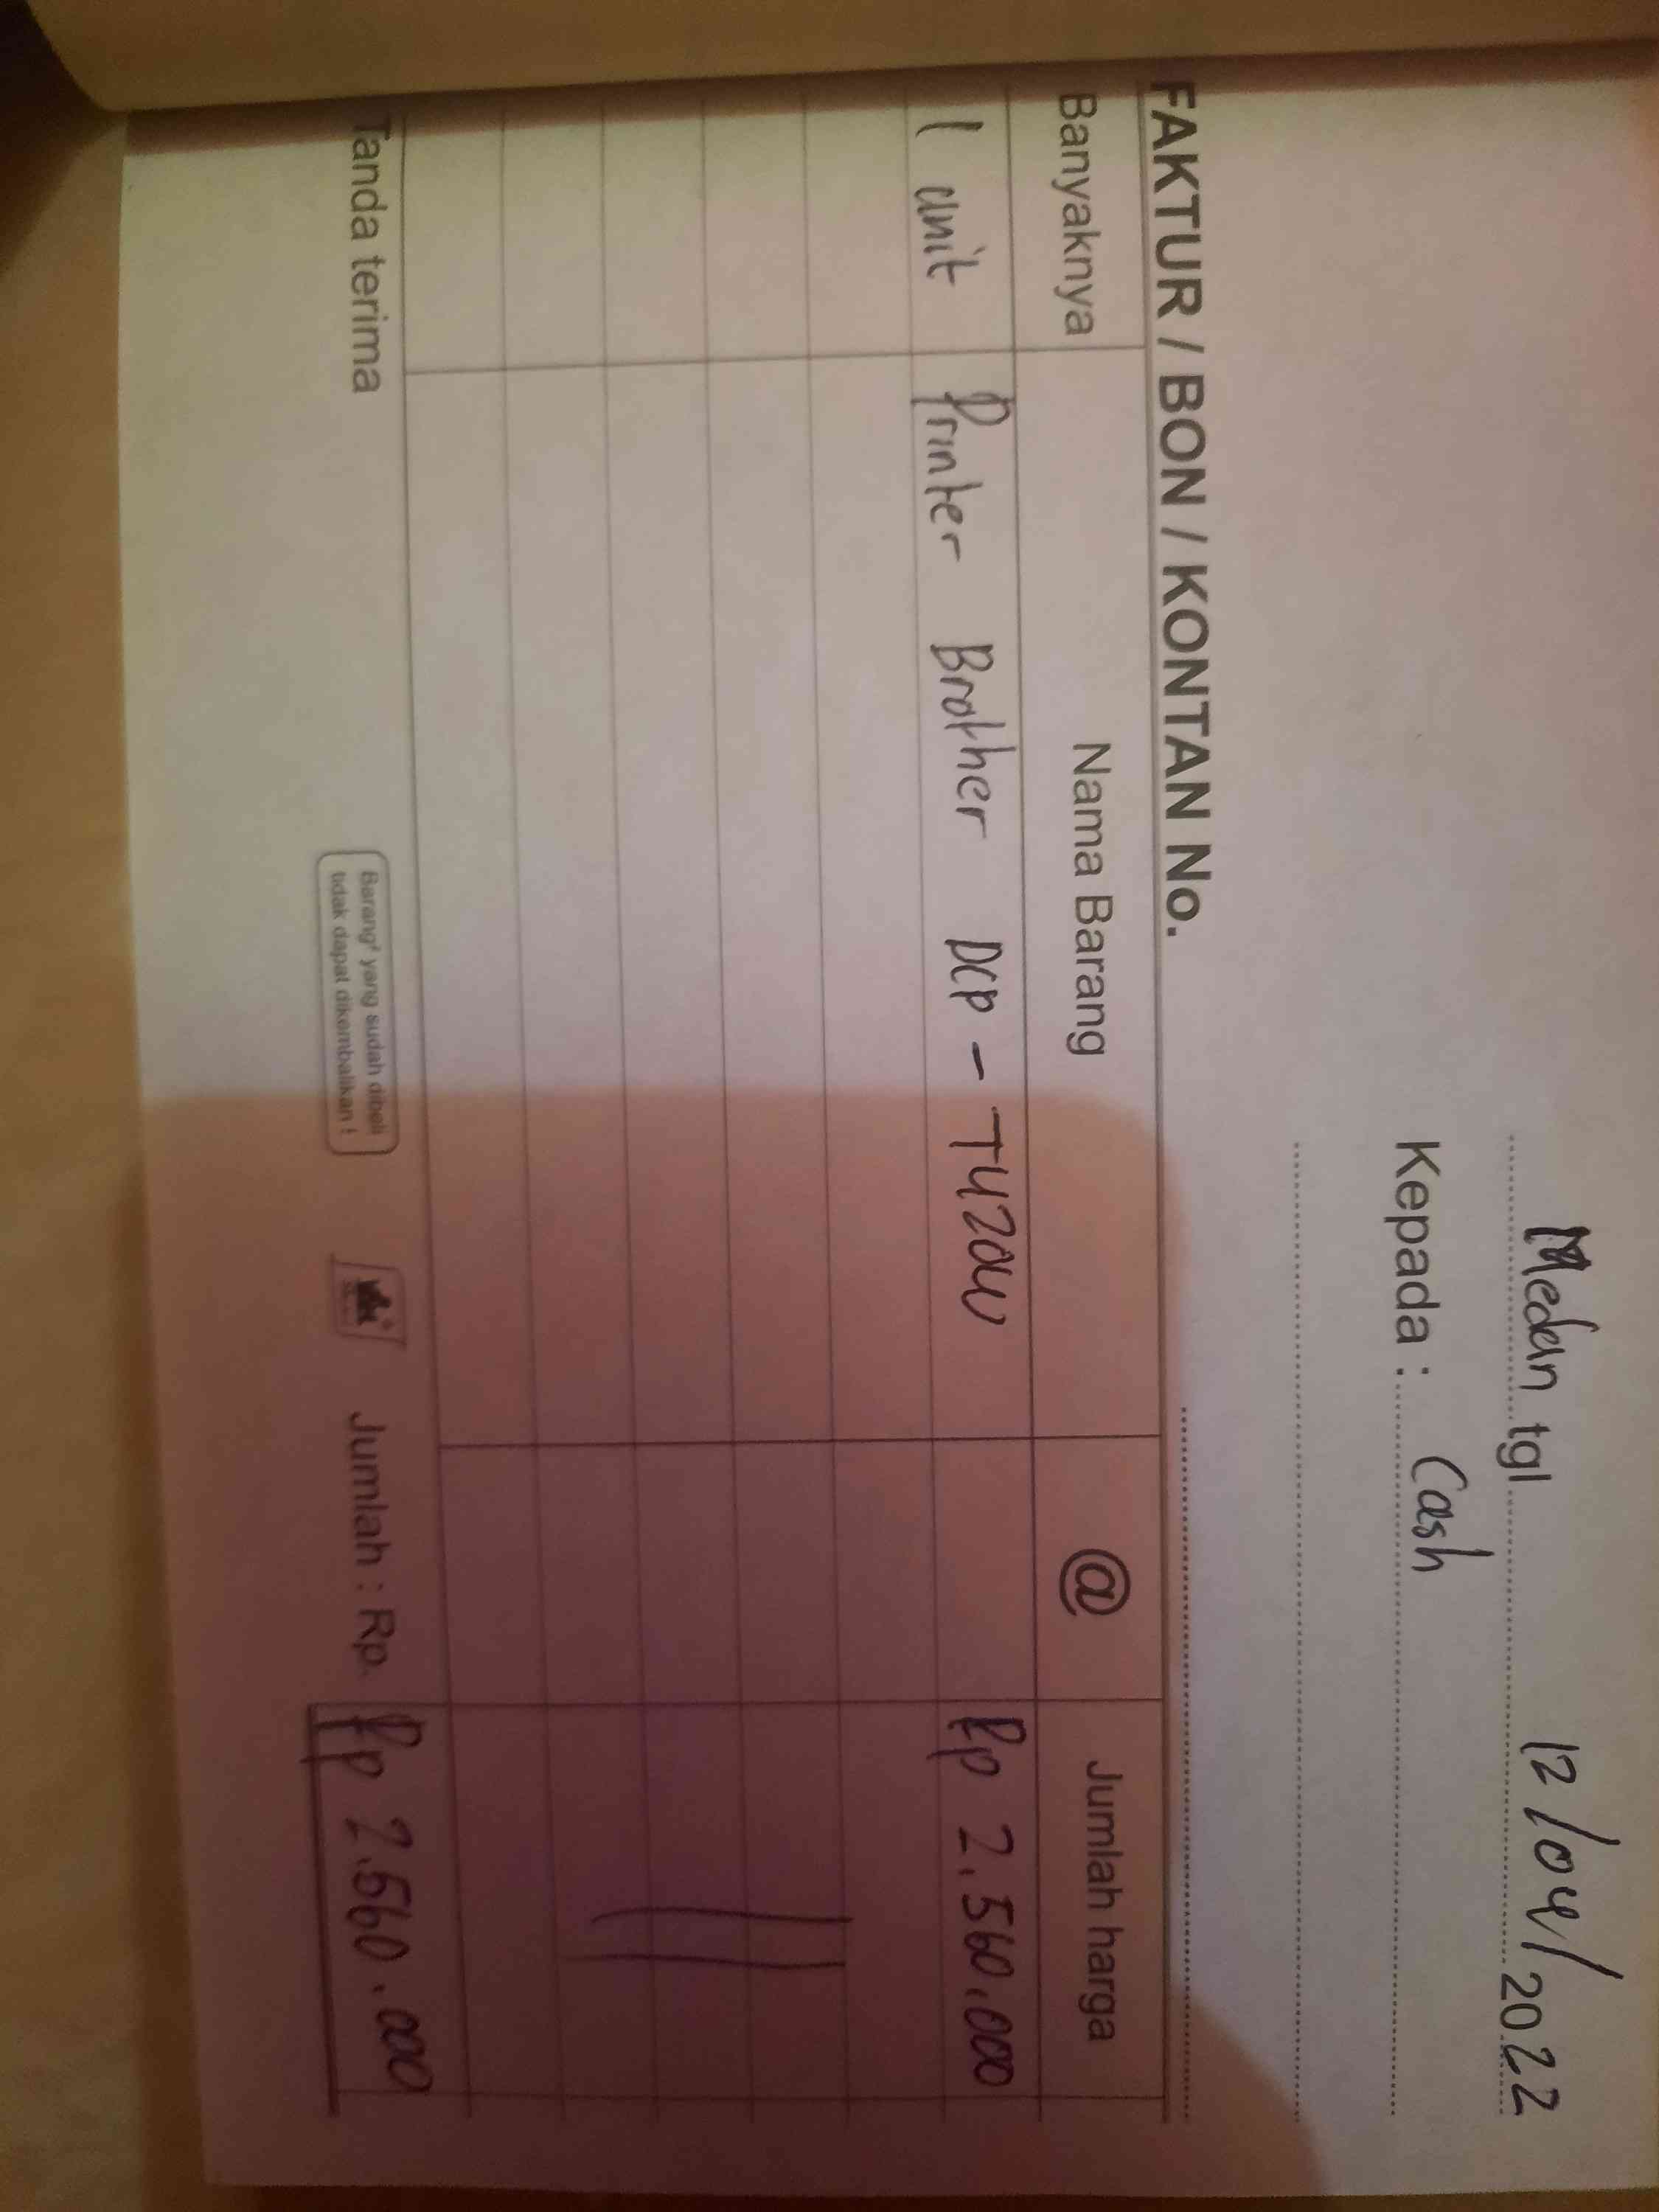 Medan tgl 12/04/2022
Kepada : Cash
FAKTUR / BON / KONTAN No.
Banyaknya Nama Barang @ Jumlah harga
1 unit Printer Brother DCP - T420W Rp 2.560.000
Tanda terima
Barang² yang sudah dibeli
tidak dapat dikembalikan !
Jumlah : Rp. Rp 2.560.000